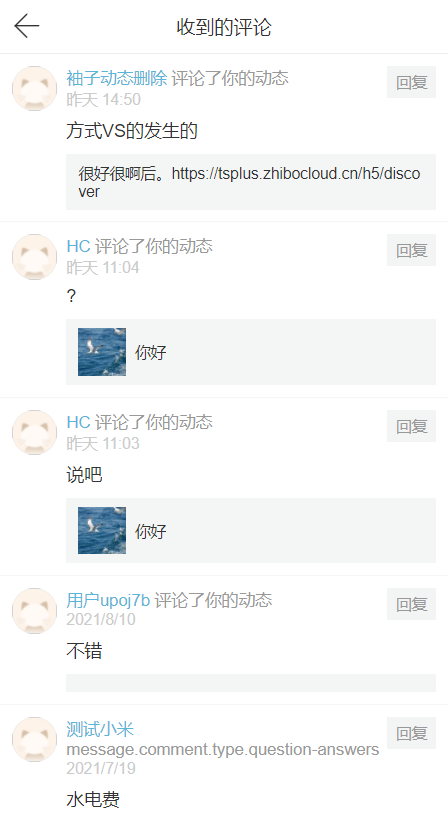 收到的评论
袖子动态删除 评论了你的动态
回复
昨天 14:50
方式VS的发生的
很好很啊后。https://tsplus.zhibocloud.cn/h5/disco
ver
HC 评论了你的动态
回复
昨天 11:04
?
你好
HC 评论了你的动态
回复
昨天 11:03
说吧
你好
用户upoj7b 评论了你的动态
回复
2021/8/10
不错
测试小米
回复
message.comment.type.question-answers
2021/7/19
水电费